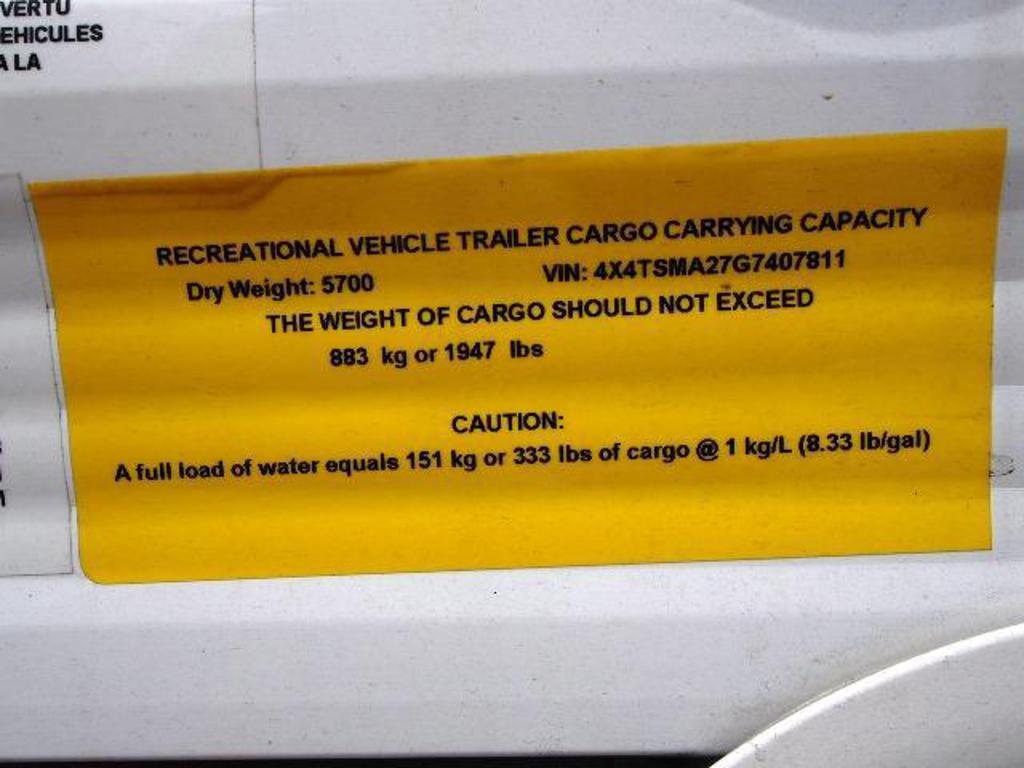 VERTU
EHICULES
A LA
RECREATIONAL VEHICLE TRAILER CARGO CARRYING CAPACITY
Dry Weight: 5700 VIN: 4X4TSMA27G7407811
THE WEIGHT OF CARGO SHOULD NOT EXCEED
883 kg or 1947 lbs
CAUTION:
A full load of water equals 151 kg or 333 lbs of cargo @ 1 kg/L (8.33 lb/gal)